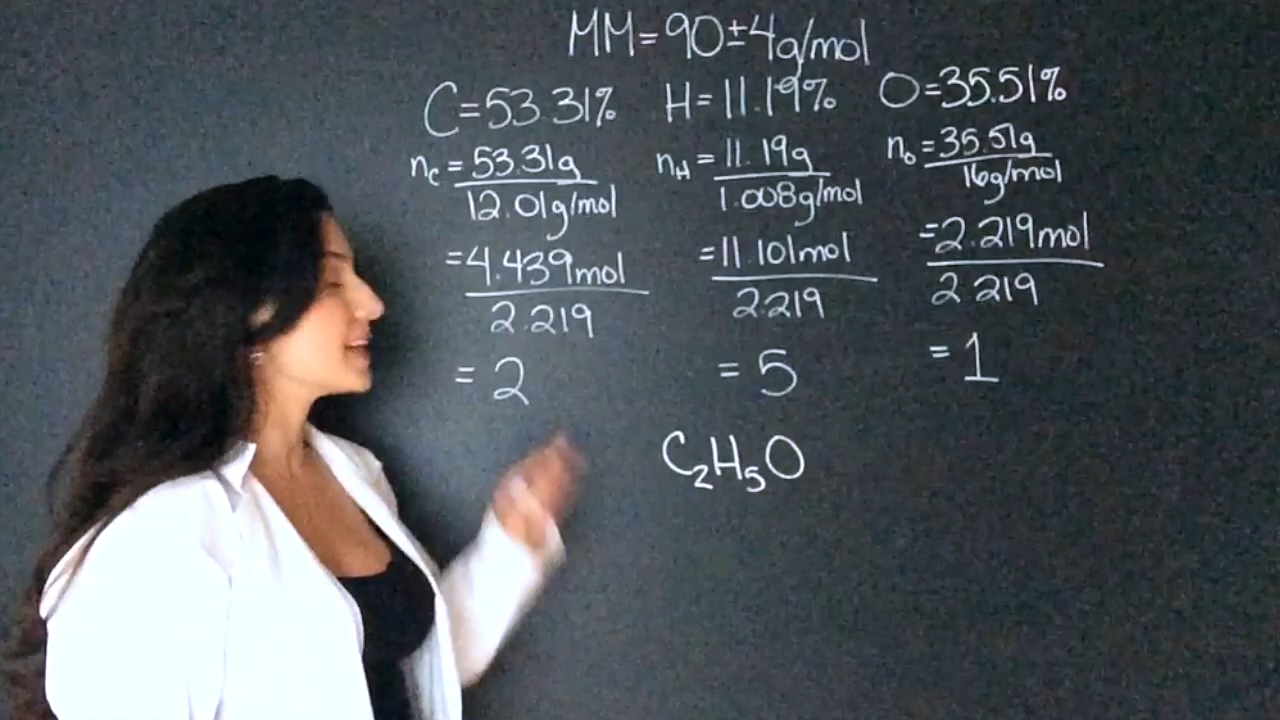 MM=90±4g/mol
C=53.31% H=11.19% O=35.51%
nC=53.31g nH=11.19g nO=35.51g
12.01g/mol 1.008g/mol 16g/mol
=4.439mol =11.101mol =2.219mol
2.219 2.219 2.219
=2 =5 =1
C2H5O